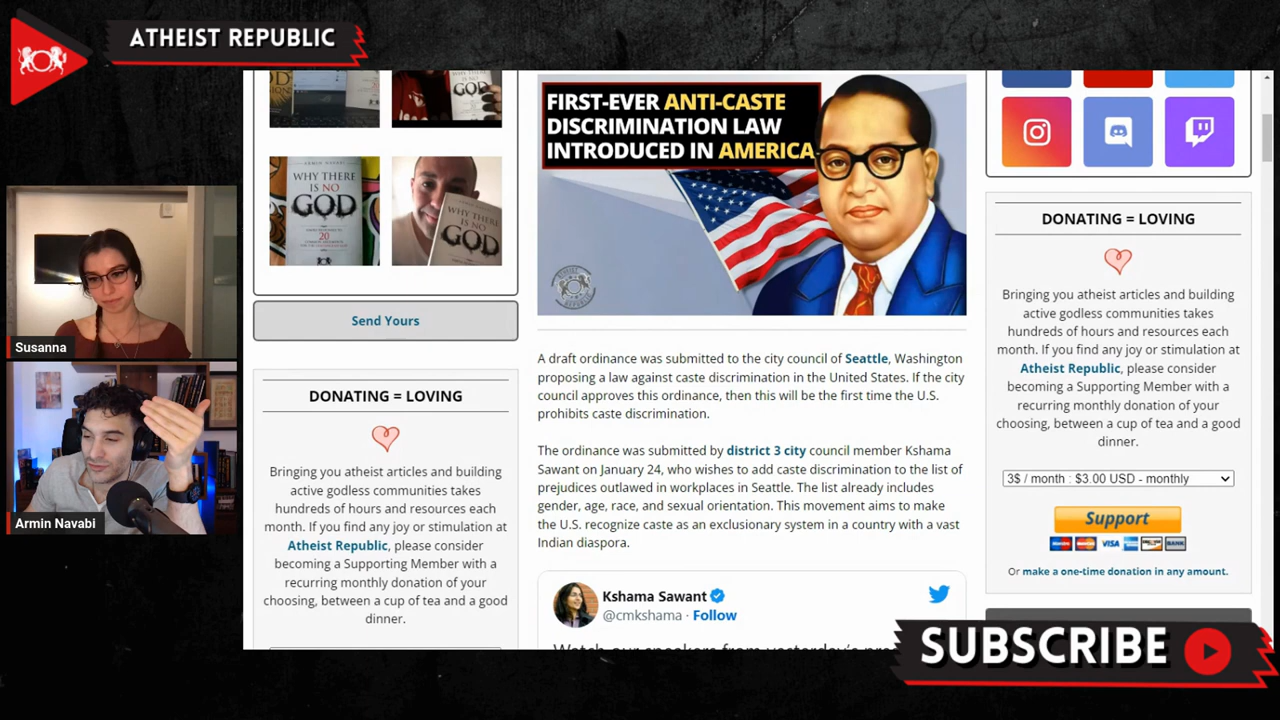 ATHEIST REPUBLIC
WHY THERE
IS NO
GOD
20
WHY THERE
IS NO
GOD
Send Yours
DONATING = LOVING
Bringing you atheist articles and building
active godless communities takes
hundreds of hours and resources each
month. If you find any joy or stimulation at
Atheist Republic, please consider
becoming a Supporting Member with a
recurring monthly donation of your
choosing, between a cup of tea and a good
dinner.
FIRST-EVER ANTI-CASTE
DISCRIMINATION LAW
INTRODUCED IN AMERICA
A draft ordinance was submitted to the city council of Seattle, Washington
proposing a law against caste discrimination in the United States. If the city
council approves this ordinance, then this will be the first time the U.S.
prohibits caste discrimination.
The ordinance was submitted by district 3 city council member Kshama
Sawant on January 24, who wishes to add caste discrimination to the list of
prejudices outlawed in workplaces in Seattle. The list already includes
gender, age, race, and sexual orientation. This movement aims to make
the U.S. recognize caste as an exclusionary system in a country with a vast
Indian diaspora.
Kshama Sawant
@cmkshama · Follow
DONATING = LOVING
Bringing you atheist articles and building
active godless communities takes
hundreds of hours and resources each
month. If you find any joy or stimulation at
Atheist Republic, please consider
becoming a Supporting Member with a
recurring monthly donation of your
choosing, between a cup of tea and a good
dinner.
3$ / month : $3.00 USD - monthly
Support
VISA
BANK
Or make a one-time donation in any amount.
Susanna
Armin Navabi
SUBSCRIBE